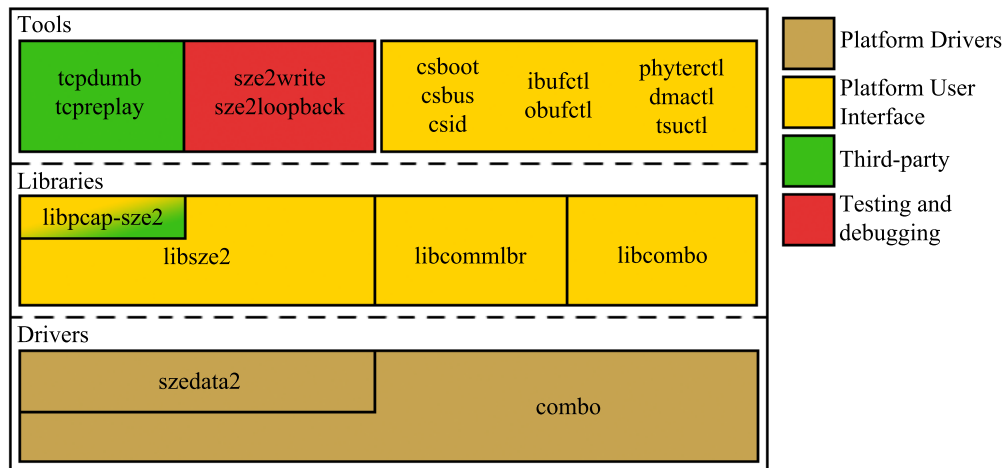 Tools
tcpdumb
tcpreplay
sze2write
sze2loopback
csboot
csbus
csid
ibufctl
obufctl
phyterctl
dmactl
tsuctl
Libraries
libpcap-sze2
libsze2
libcommlbr
libcombo
Drivers
szedata2
combo
Platform Drivers
Platform User
Interface
Third-party
Testing and
debugging